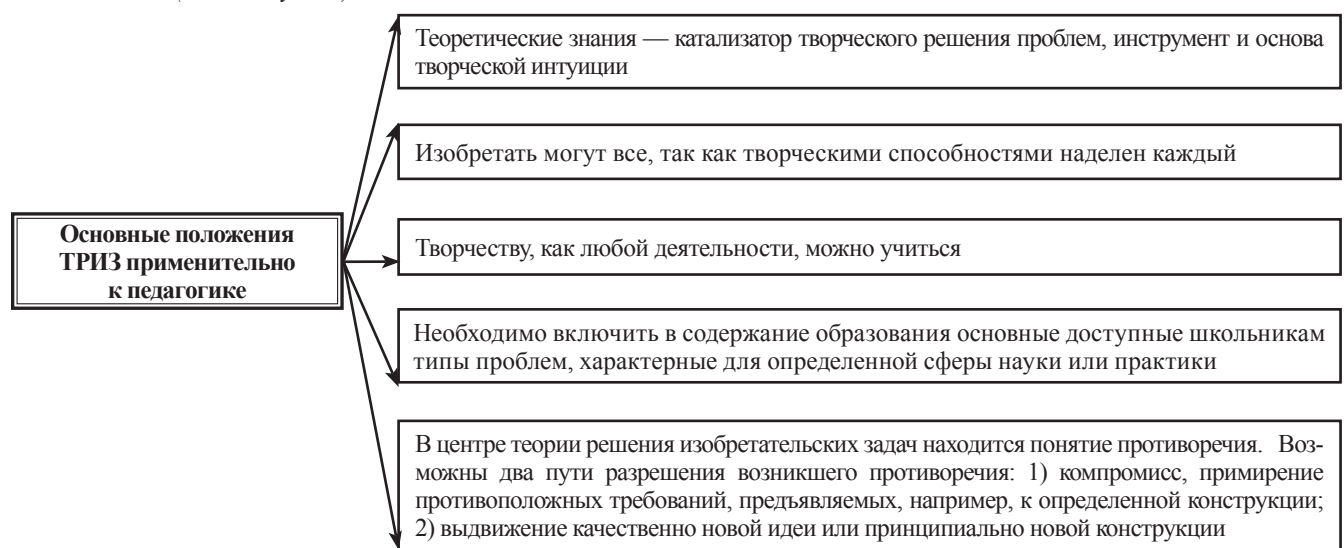 Теоретические знания — катализатор творческого решения проблем, инструмент и основа
творческой интуиции
Изобретать могут все, так как творческими способностями наделен каждый
Основные положения
ТРИЗ применительно
к педагогике
Творчеству, как любой деятельности, можно учиться
Необходимо включить в содержание образования основные доступные школьникам
типы проблем, характерные для определенной сферы науки или практики
В центре теории решения изобретательских задач находится понятие противоречия. Воз-
можны два пути разрешения возникшего противоречия: 1) компромисс, примирение
противоположных требований, предъявляемых, например, к определенной конструкции;
2) выдвижение качественно новой идеи или принципиально новой конструкции